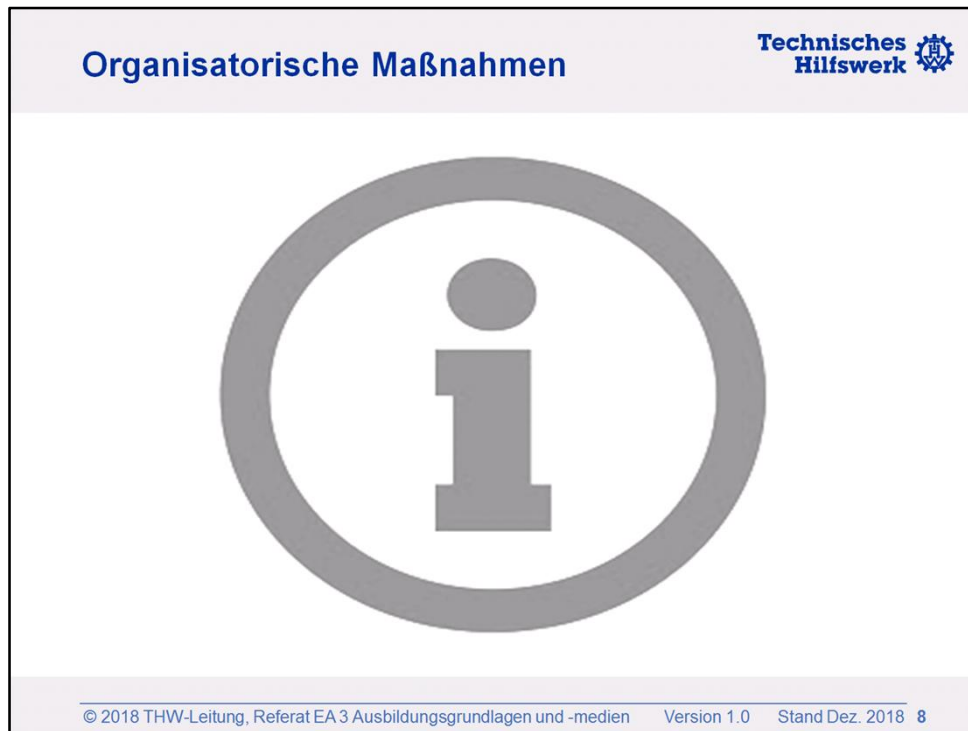 Organisatorische Maßnahmen
Technisches
Hilfswerk
THW
i
© 2018 THW-Leitung, Referat EA 3 Ausbildungsgrundlagen und -medien Version 1.0 Stand Dez. 2018 8